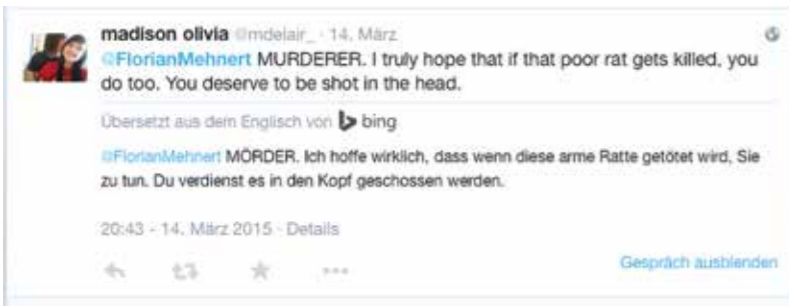 madison olivia @mdelair_ · 14. März
@FlorianMehnert MURDERER. I truly hope that if that poor rat gets killed, you
do too. You deserve to be shot in the head.
Übersetzt aus dem Englisch von bing
@FlorianMehnert MÖRDER. Ich hoffe wirklich, dass wenn diese arme Ratte getötet wird, Sie
zu tun. Du verdienst es in den Kopf geschossen werden.
20:43 - 14. März 2015 · Details
Gespräch ausblenden